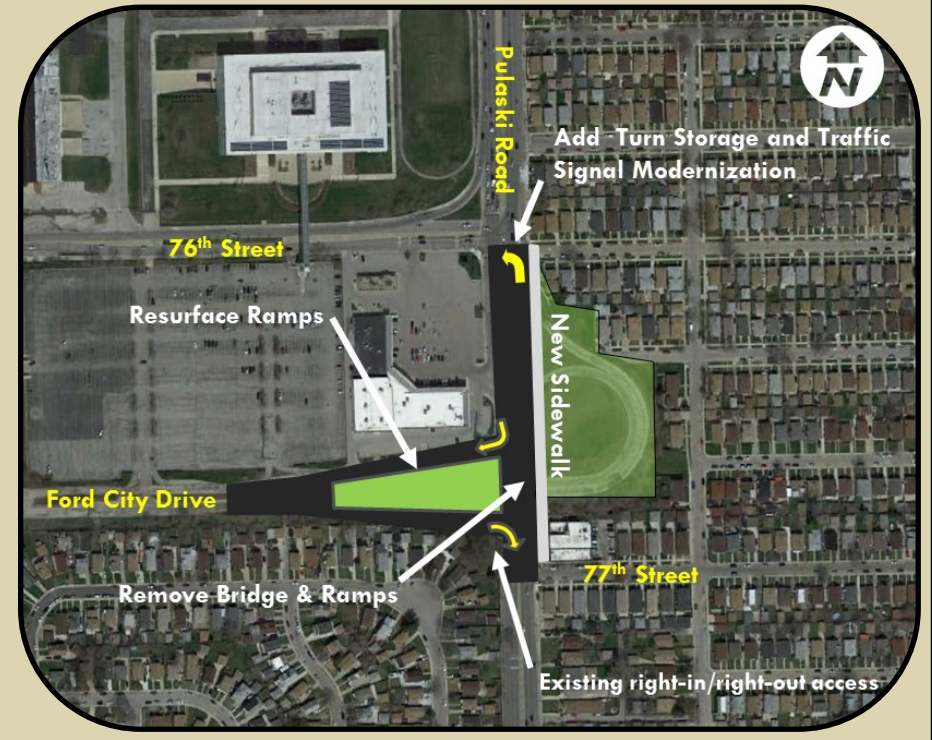 N
Pulaski Road
Add Turn Storage and Traffic
Signal Modernization
76th Street
Resurface Ramps
New Sidewalk
Ford City Drive
77th Street
Remove Bridge & Ramps
Existing right-in/right-out access